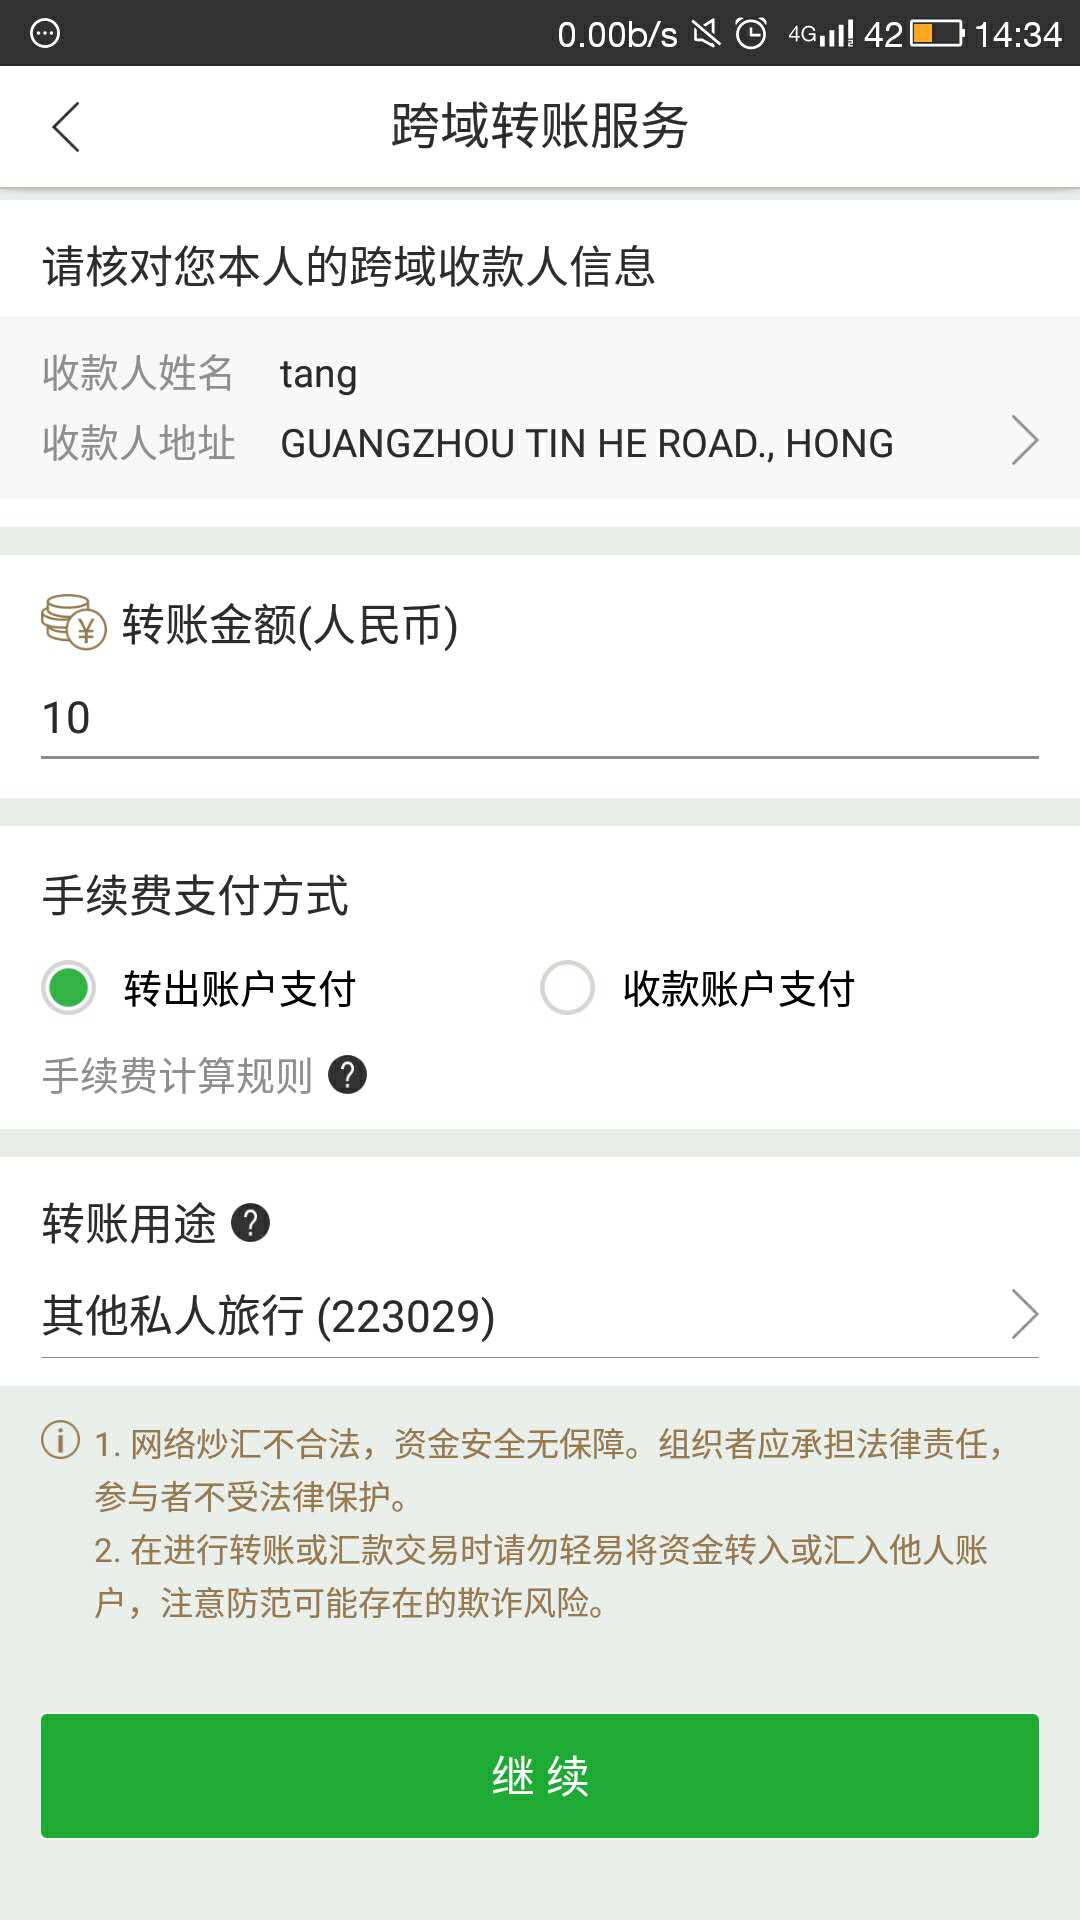 0.00b/s 4G 42 14:34
跨域转账服务
请核对您本人的跨域收款人信息
收款人姓名 tang
收款人地址 GUANGZHOU TIN HE ROAD., HONG
转账金额(人民币)
10
手续费支付方式
转出账户支付 收款账户支付
手续费计算规则
转账用途
其他私人旅行 (223029)
1. 网络炒汇不合法，资金安全无保障。组织者应承担法律责任，
参与者不受法律保护。
2. 在进行转账或汇款交易时请勿轻易将资金转入或汇入他人账
户，注意防范可能存在的欺诈风险。
继 续